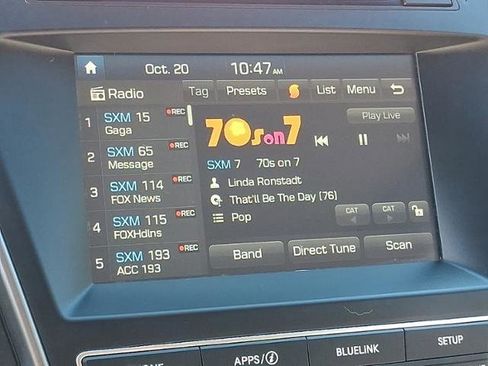 Oct. 20 10:47 AM
Radio Tag Presets List Menu
1 SXM 15 REC
Gaga
2 SXM 65 REC
Message
3 SXM 114 REC
FOX News
4 SXM 115 REC
FOXHdlns
5 SXM 193 REC
ACC 193
Play Live
70s on 7
SXM 7 70s on 7
Linda Ronstadt
That'll Be The Day (76)
Pop
CAT CAT
Band Direct Tune Scan
APPS/i BLUELINK SETUP